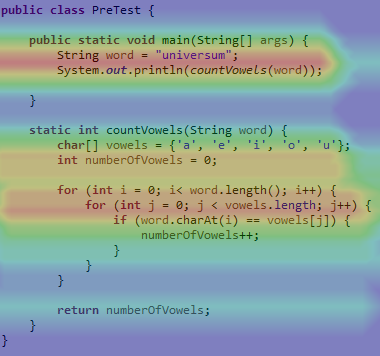 public class PreTest {
public static void main(String[] args) {
String word = "universum";
System.out.println(countVowels(word));
}
static int countVowels(String word) {
char[] vowels = {'a', 'e', 'i', 'o', 'u'};
int numberOfVowels = 0;
for (int i = 0; i< word.length(); i++) {
for (int j = 0; j < vowels.length; j++) {
if (word.charAt(i) == vowels[j]) {
numberOfVowels++;
}
}
}
return numberOfVowels;
}
}